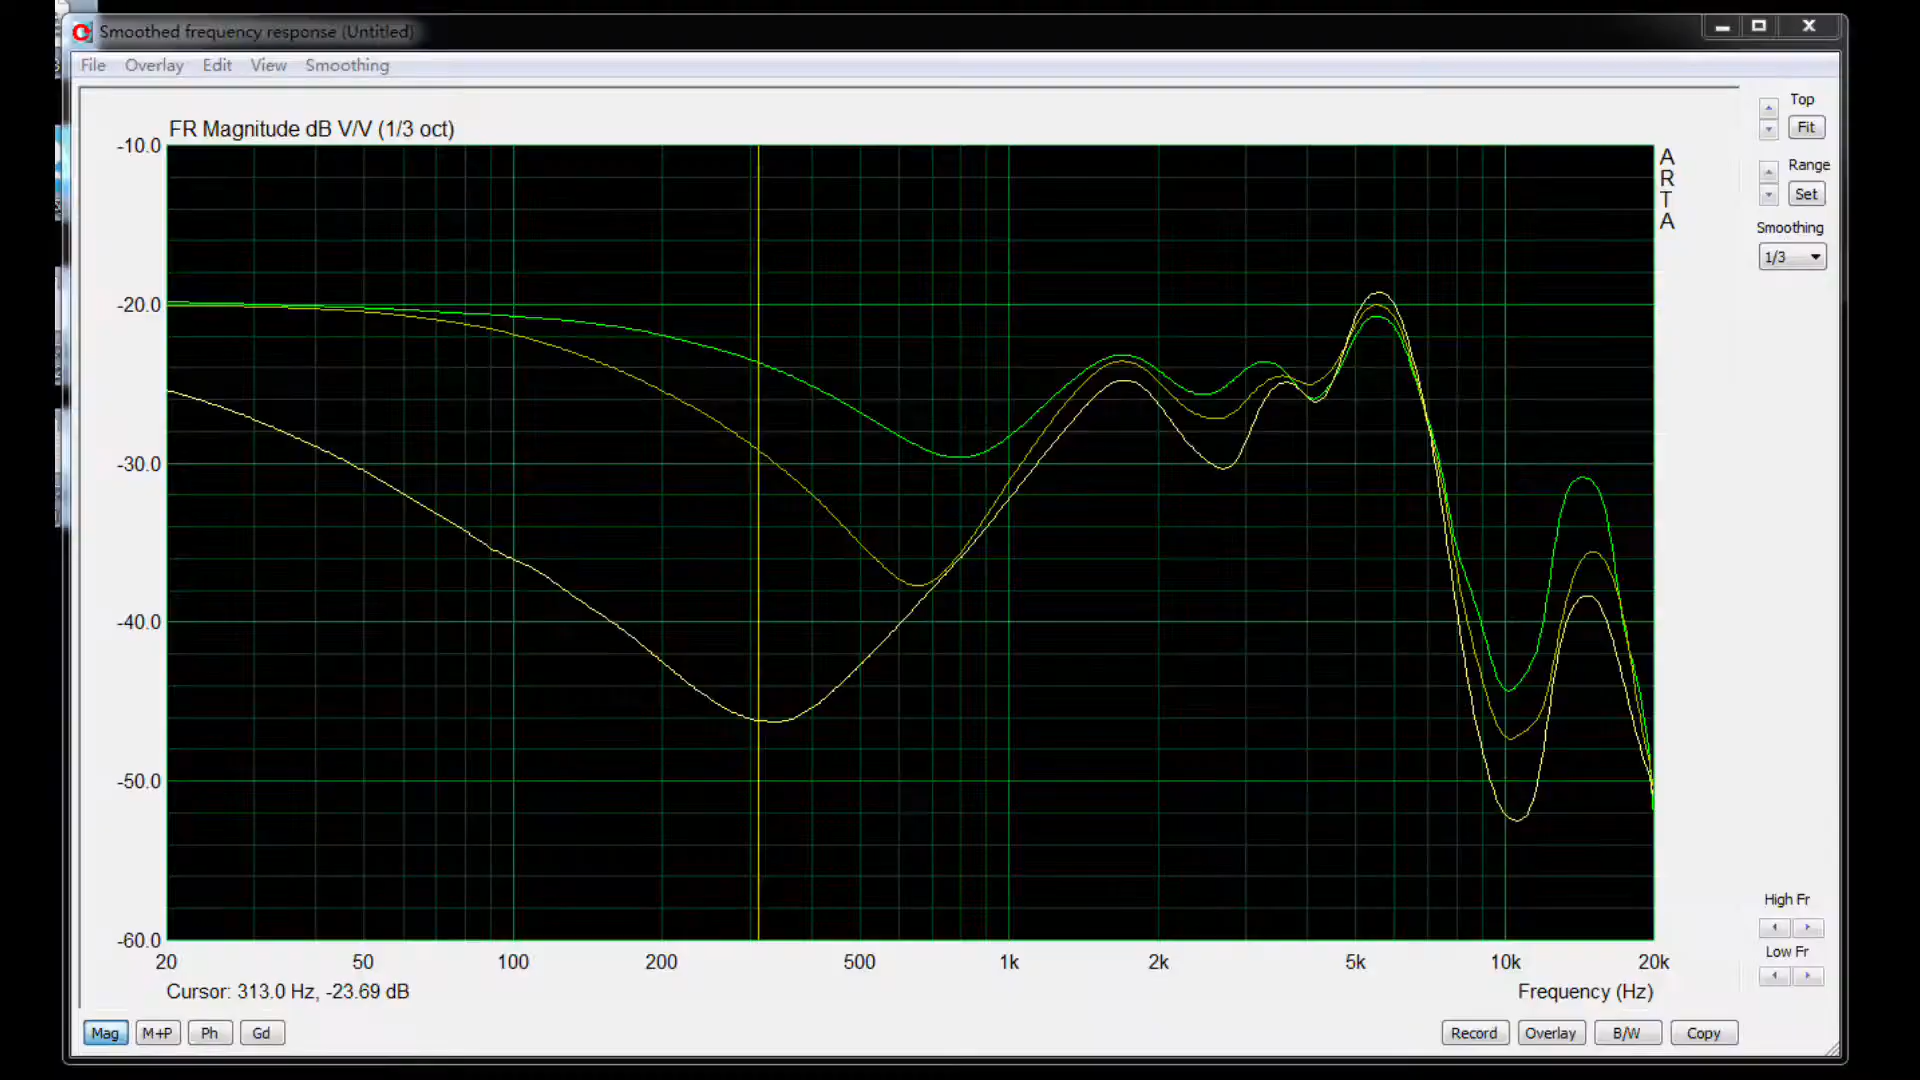 Smoothed frequency response (Untitled)
File Overlay Edit View Smoothing
FR Magnitude dB V/V (1/3 oct)
-10.0
-20.0
-30.0
-40.0
-50.0
-60.0
20 50 100 200 500 1k 2k 5k 10k 20k
Cursor: 313.0 Hz, -23.69 dB
Frequency (Hz)
A
R
T
A
Top
Fit
Range
Set
Smoothing
1/3
High Fr
Low Fr
Mag M+P Ph Gd
Record Overlay B/W Copy